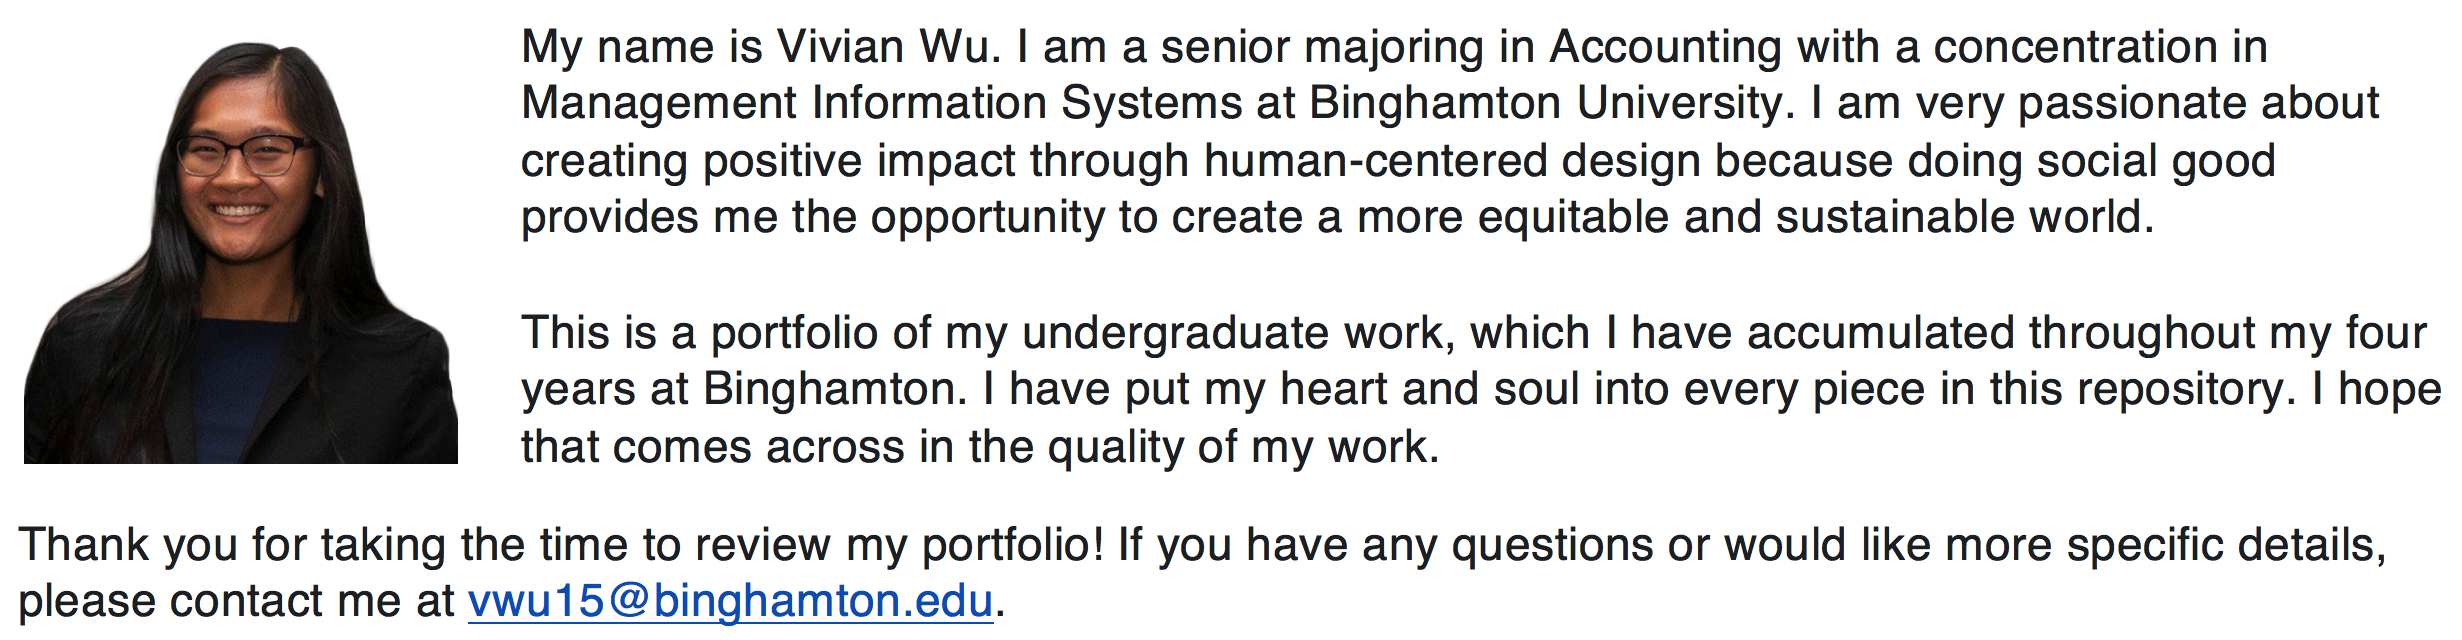 My name is Vivian Wu. I am a senior majoring in Accounting with a concentration in
Management Information Systems at Binghamton University. I am very passionate about
creating positive impact through human-centered design because doing social good
provides me the opportunity to create a more equitable and sustainable world.
This is a portfolio of my undergraduate work, which I have accumulated throughout my four
years at Binghamton. I have put my heart and soul into every piece in this repository. I hope
that comes across in the quality of my work.
Thank you for taking the time to review my portfolio! If you have any questions or would like more specific details,
please contact me at vwu15@binghamton.edu.